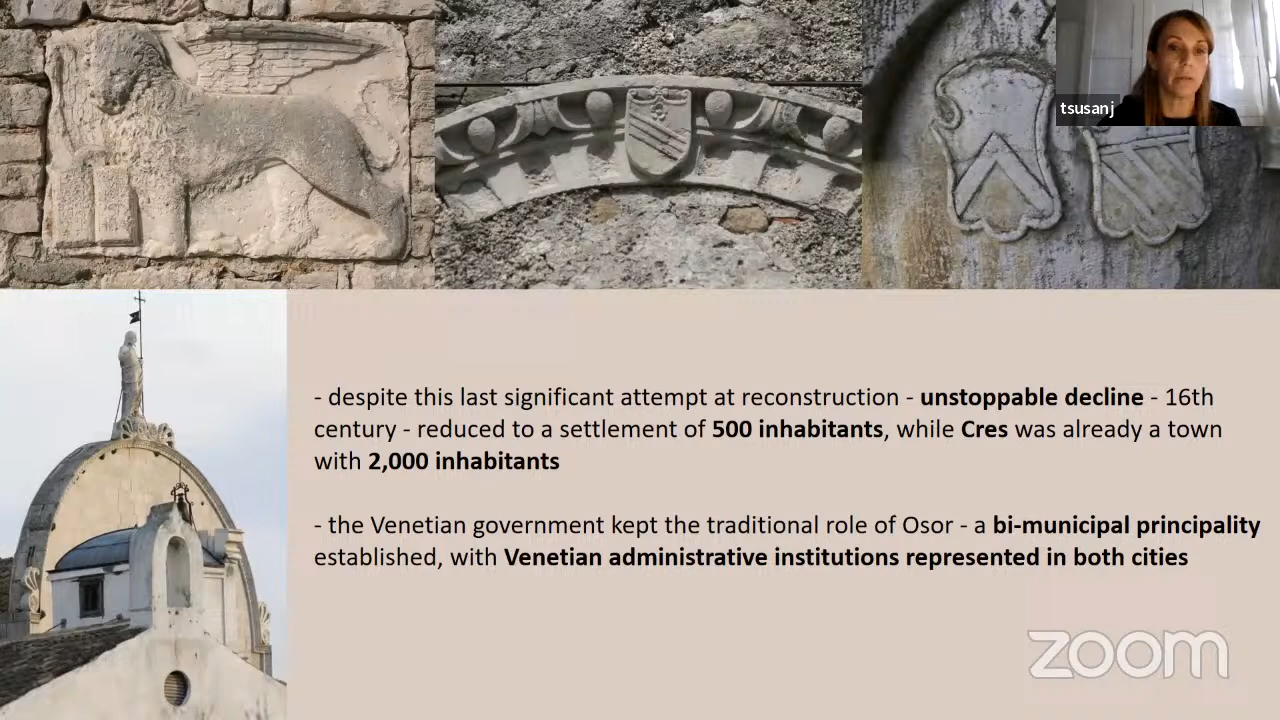 tsusanj
- despite this last significant attempt at reconstruction - unstoppable decline - 16th
century - reduced to a settlement of 500 inhabitants, while Cres was already a town
with 2,000 inhabitants
- the Venetian government kept the traditional role of Osor - a bi-municipal principality
established, with Venetian administrative institutions represented in both cities
zoom